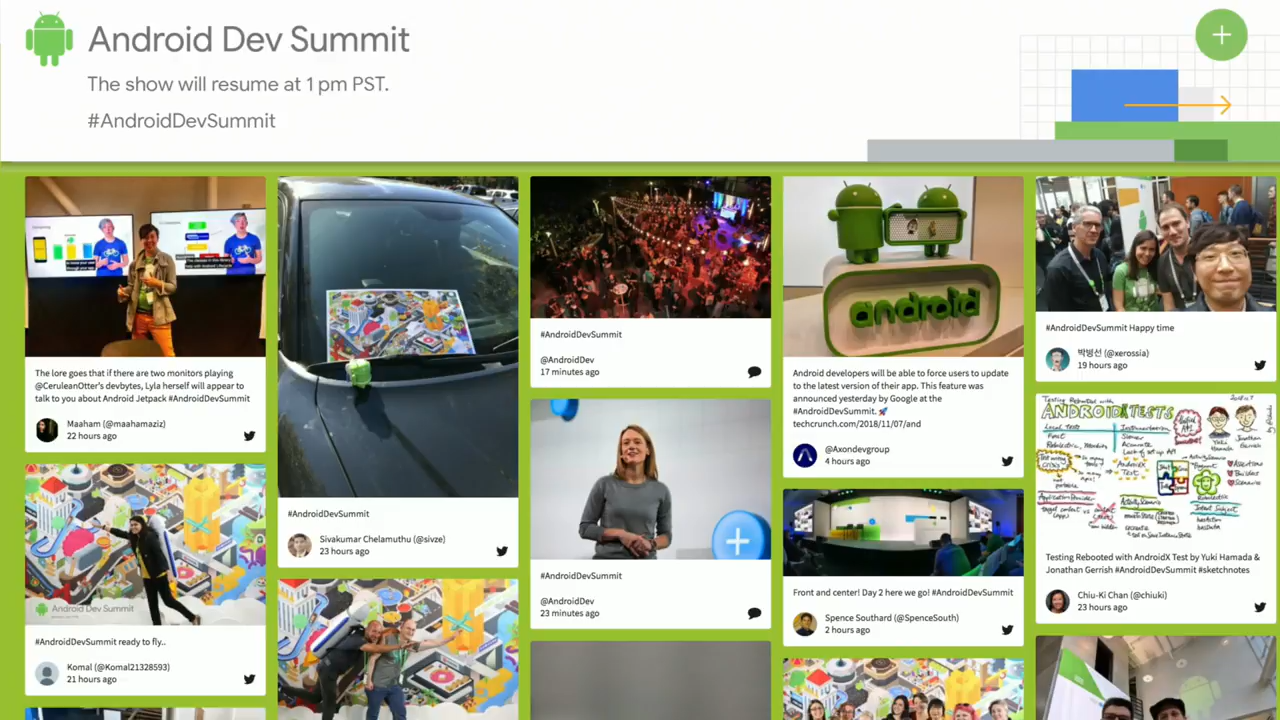 Android Dev Summit
The show will resume at 1 pm PST.
#AndroidDevSummit
The lore goes that if there are two monitors playing
@CeruleanOtter's devbytes, Lyla herself will appear to
talk to you about Android Jetpack #AndroidDevSummit
Maaham (@maahamaziz)
22 hours ago
Android Dev Summit
#AndroidDevSummit ready to fly..
Komal (@Komal21328593)
21 hours ago
#AndroidDevSummit
Sivakumar Chelamuthu (@sivze)
23 hours ago
#AndroidDevSummit
@AndroidDev
17 minutes ago
#AndroidDevSummit
@AndroidDev
23 minutes ago
android
Android developers will be able to force users to update
to the latest version of their app. This feature was
announced yesterday by Google at the
#AndroidDevSummit. 🚀
techcrunch.com/2018/11/07/and
@Axondevgroup
4 hours ago
Front and center! Day 2 here we go! #AndroidDevSummit
Spence Southard (@SpenceSouth)
2 hours ago
#AndroidDevSummit Happy time
박병선 (@xerossia)
19 hours ago
ANDROIDXTESTS
Testing Rebooted with AndroidX Test by Yuki Hamada &
Jonathan Gerrish #AndroidDevSummit #sketchnotes
Chiu-Ki Chan (@chiuki)
23 hours ago